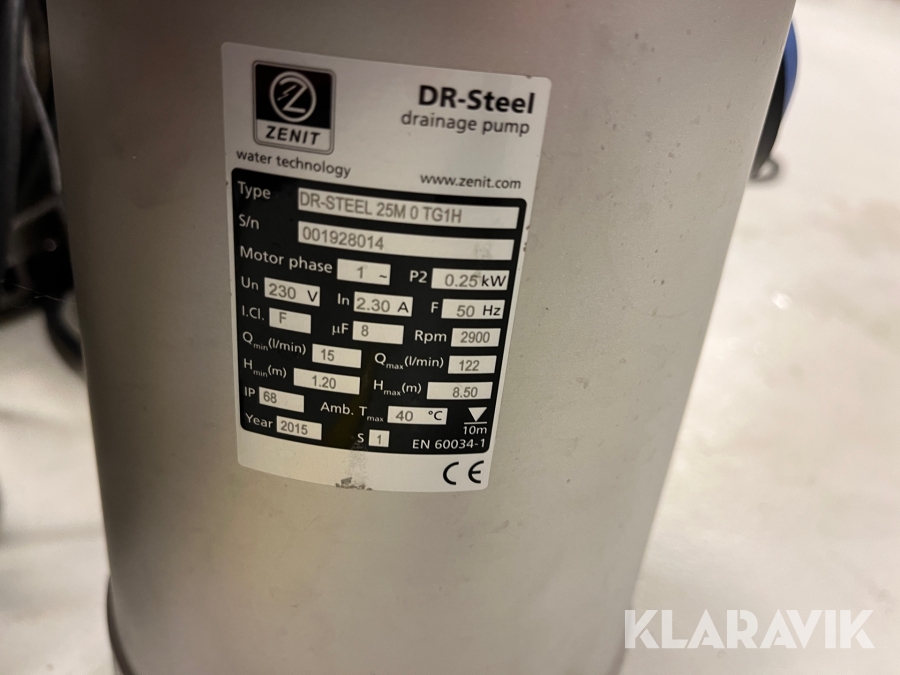 ZENIT
water technology
DR-Steel
drainage pump
www.zenit.com
Type DR-STEEL 25M 0 TG1H
S/n 001928014
Motor phase 1 ~ P2 0.25 kW
Un 230 V In 2.30 A F 50 Hz
I.Cl. F µF 8 Rpm 2900
Qmin(l/min) 15 Qmax(l/min) 122
Hmin(m) 1.20 Hmax(m) 8.50
IP 68 Amb. Tmax 40 °C 10m
Year 2015 S 1 EN 60034-1
CE
KLARAVIK